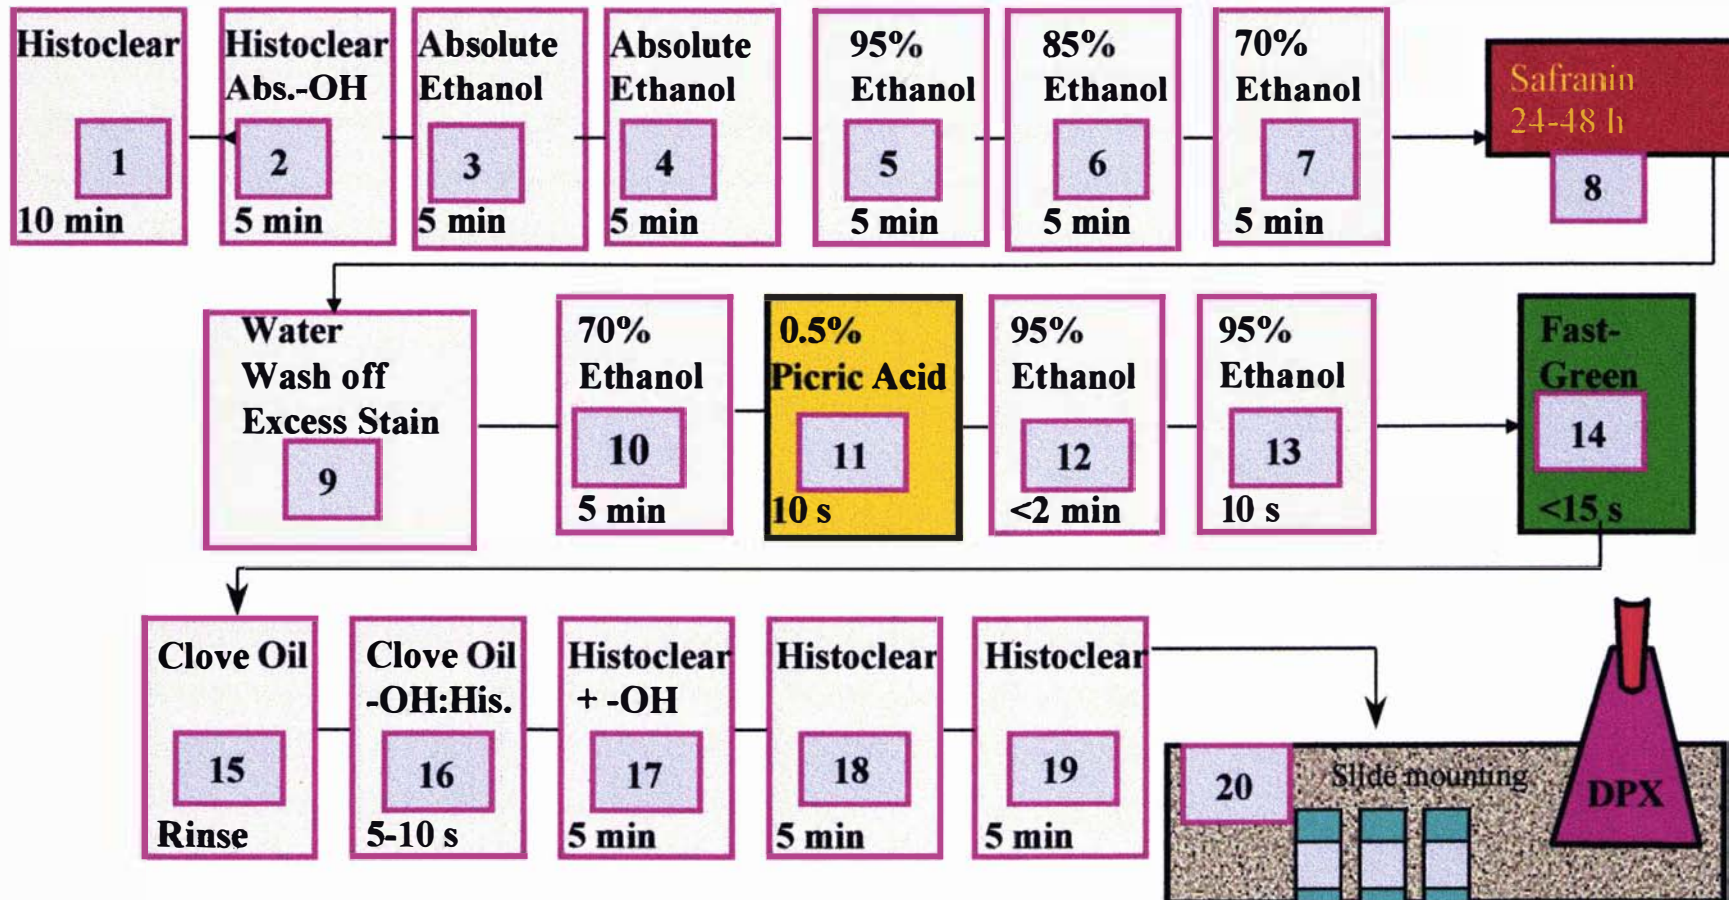 Histoclear
1
10 min
Histoclear
Abs.-OH
2
5 min
Absolute
Ethanol
3
5 min
Absolute
Ethanol
4
5 min
95%
Ethanol
5
5 min
85%
Ethanol
6
5 min
70%
Ethanol
7
5 min
Safranin
24-48 h
8
Water
Wash off
Excess Stain
9
70%
Ethanol
10
5 min
0.5%
Picric Acid
11
10 s
95%
Ethanol
12
<2 min
95%
Ethanol
13
10 s
Fast-
Green
14
<15 s
Clove Oil
15
Rinse
Clove Oil
-OH:His.
16
5-10 s
Histoclear
+ -OH
17
5 min
Histoclear
18
5 min
Histoclear
19
5 min
20
Slide mounting
DPX